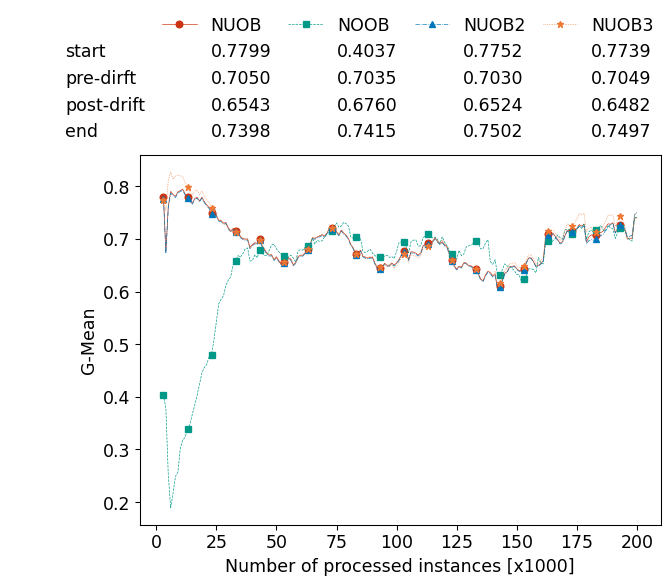 NUOB NOOB NUOB2 NUOB3
start 0.7799 0.4037 0.7752 0.7739
pre-dirft 0.7050 0.7035 0.7030 0.7049
post-drift 0.6543 0.6760 0.6524 0.6482
end 0.7398 0.7415 0.7502 0.7497
0.8
0.7
0.6
0.5
0.4
0.3
0.2
G-Mean
0 25 50 75 100 125 150 175 200
Number of processed instances [x1000]